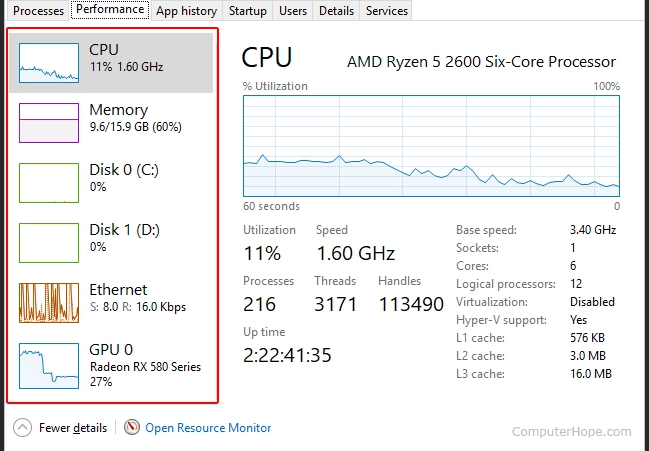 Processes Performance App history Startup Users Details Services
CPU
11% 1.60 GHz
Memory
9.6/15.9 GB (60%)
Disk 0 (C:)
0%
Disk 1 (D:)
0%
Ethernet
S: 8.0 R: 16.0 Kbps
GPU 0
Radeon RX 580 Series
27%
CPU AMD Ryzen 5 2600 Six-Core Processor
% Utilization 100%
60 seconds 0
Utilization Speed
11% 1.60 GHz
Processes Threads Handles
216 3171 113490
Up time
2:22:41:35
Base speed: 3.40 GHz
Sockets: 1
Cores: 6
Logical processors: 12
Virtualization: Disabled
Hyper-V support: Yes
L1 cache: 576 KB
L2 cache: 3.0 MB
L3 cache: 16.0 MB
Fewer details Open Resource Monitor
ComputerHope.com